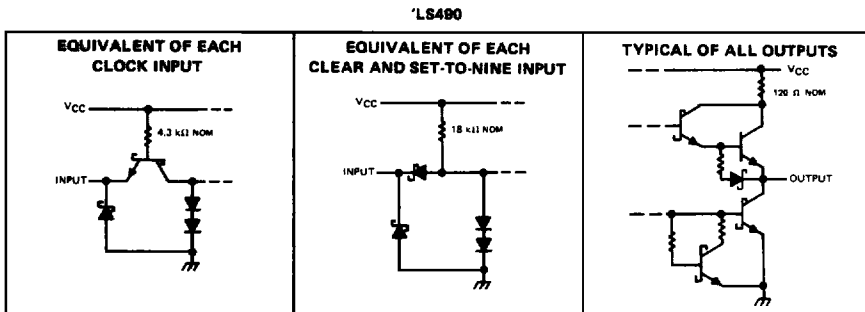 'LS490
EQUIVALENT OF EACH
CLOCK INPUT
VCC
4.3 kΩ NOM
INPUT
EQUIVALENT OF EACH
CLEAR AND SET-TO-NINE INPUT
VCC
18 kΩ NOM
INPUT
TYPICAL OF ALL OUTPUTS
VCC
120 Ω NOM
OUTPUT